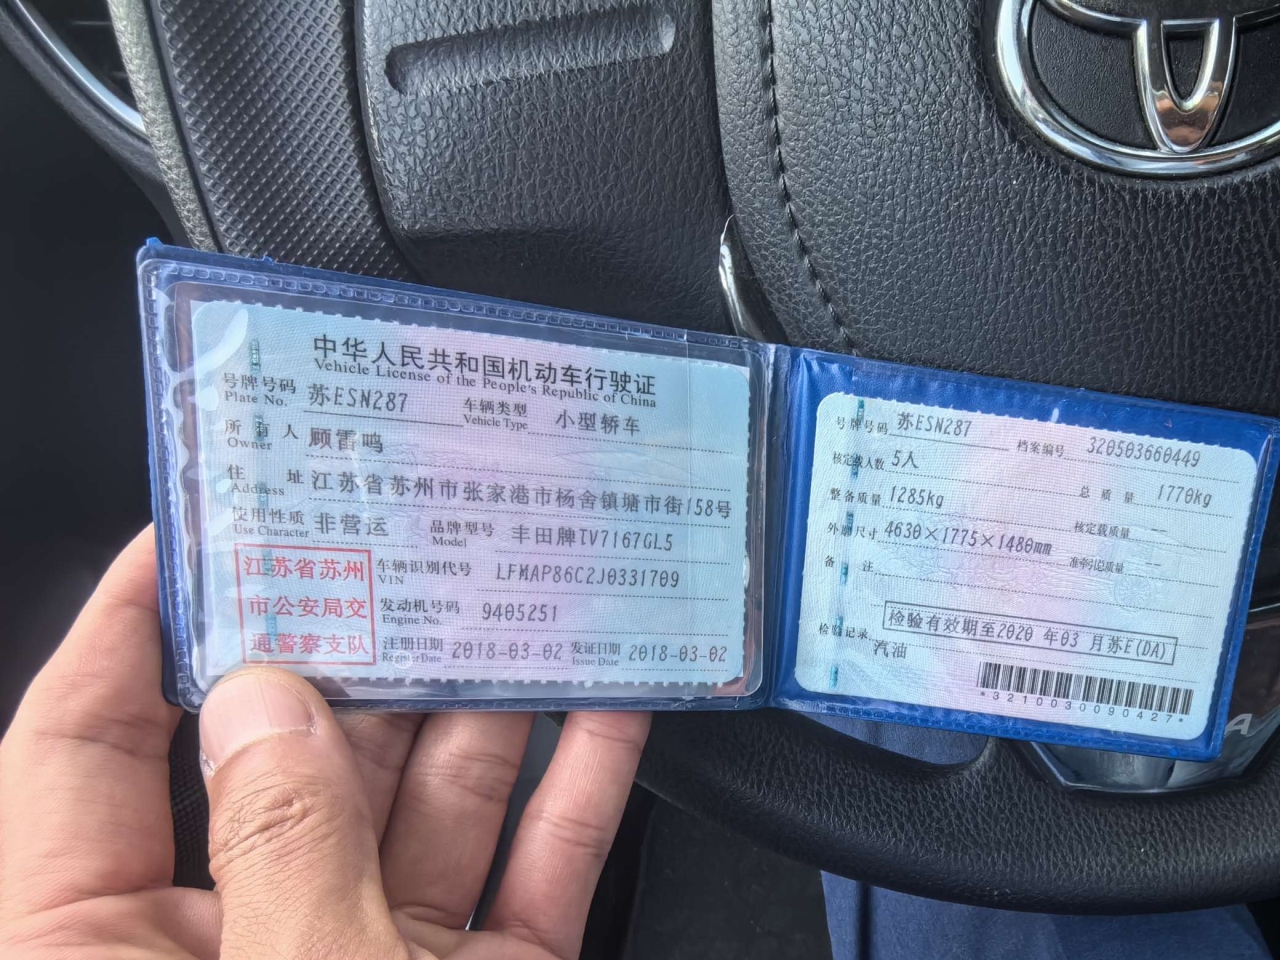 中华人民共和国机动车行驶证
Vehicle License of the People's Republic of China
号牌号码 苏ESN287 车辆类型 小型轿车
Plate No. Vehicle Type
所有人 顾雷鸣
Owner
住址 江苏省苏州市张家港市杨舍镇塘市街158号
Address
使用性质 非营运 品牌型号 丰田牌TV7167GL5
Use Character Model
江苏省苏州
市公安局交
通警察支队
车辆识别代号 LFMAP86C2J0331709
VIN
发动机号码 9405251
Engine No.
注册日期 2018-03-02 发证日期 2018-03-02
Register Date Issue Date
号牌号码 苏ESN287 档案编号 320503660449
核定载人数 5人 总质量 1770kg
整备质量 1285kg 核定载质量 --
外廓尺寸 4630×1775×1480mm 准牵引总质量 --
备注
检验有效期至2020 年03 月苏E(DA)
检验记录
汽油
*3210030090427*